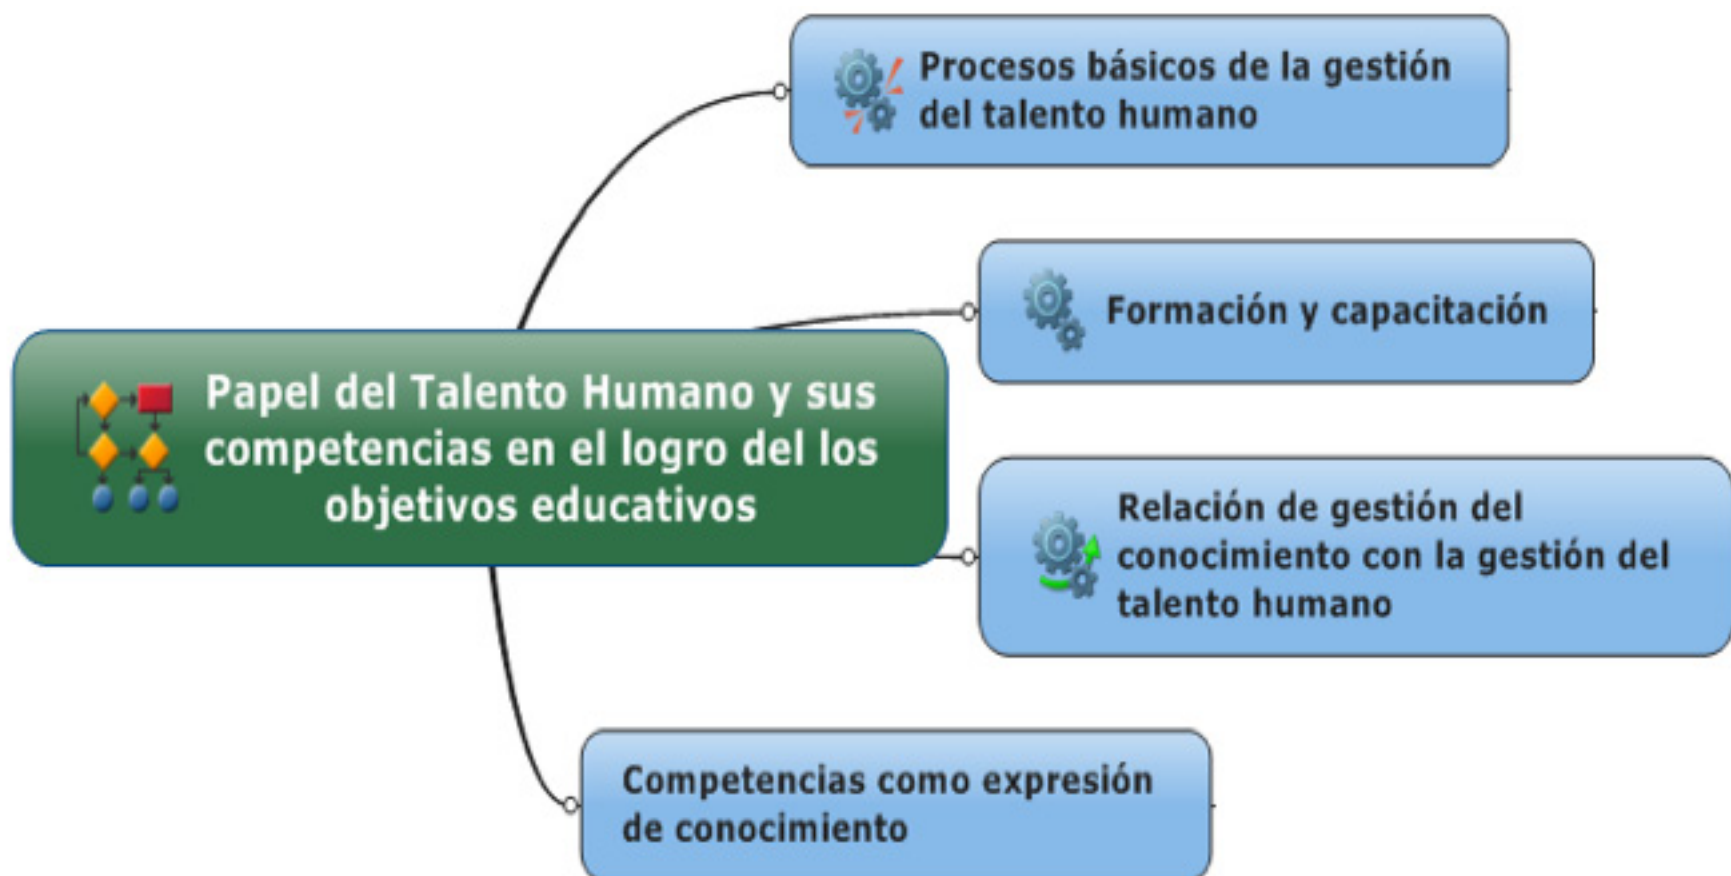 Procesos básicos de la gestión
del talento humano
Formación y capacitación
Papel del Talento Humano y sus
competencias en el logro del los
objetivos educativos
Relación de gestión del
conocimiento con la gestión del
talento humano
Competencias como expresión
de conocimiento